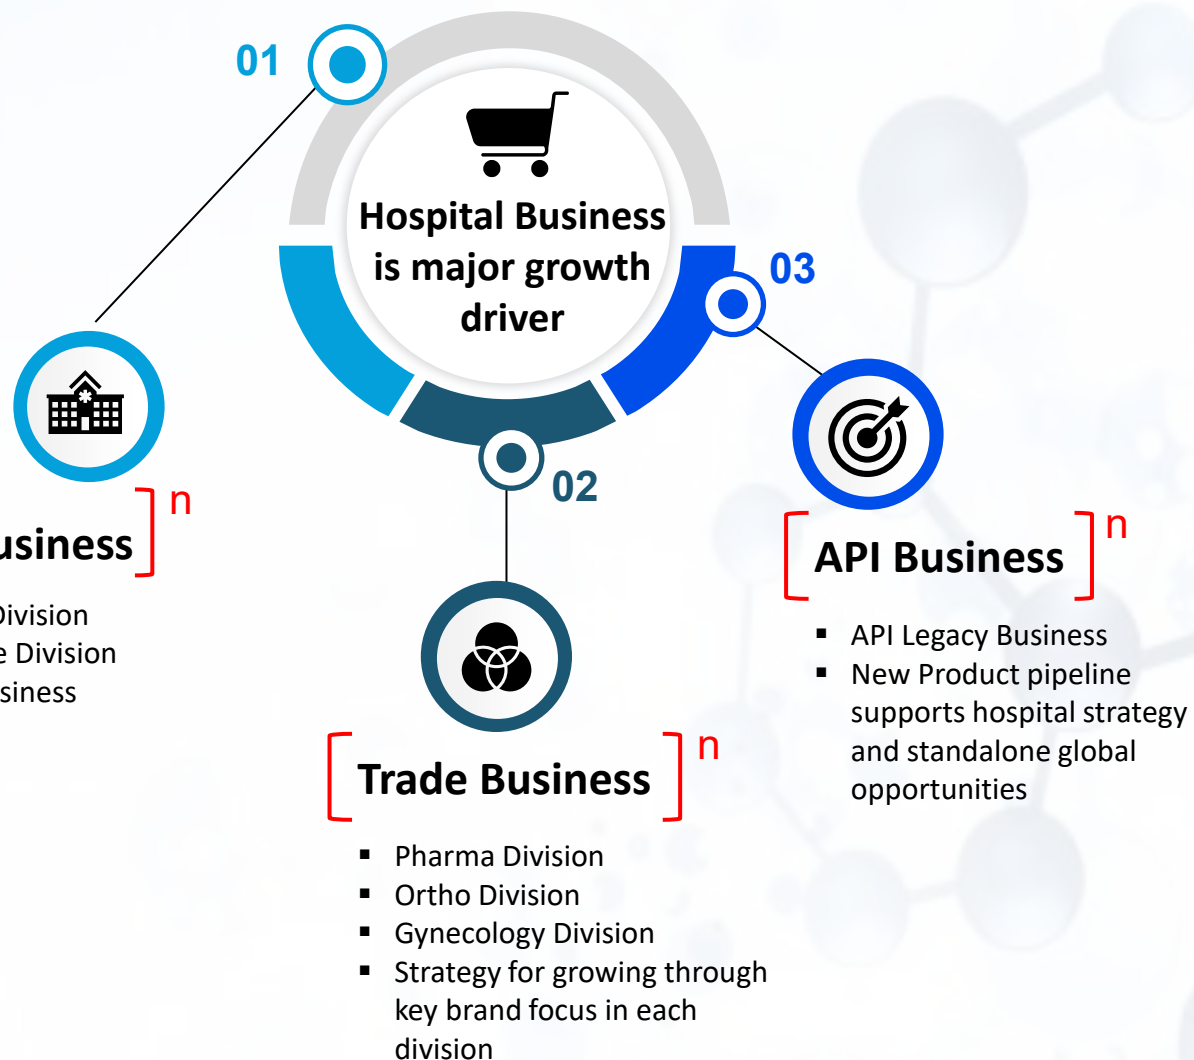 01
Hospital Business
is major growth
driver
03
02
n
usiness
Division
e Division
siness
n
Trade Business
▪ Pharma Division
▪ Ortho Division
▪ Gynecology Division
▪ Strategy for growing through
key brand focus in each
division
n
API Business
▪ API Legacy Business
▪ New Product pipeline
supports hospital strategy
and standalone global
opportunities